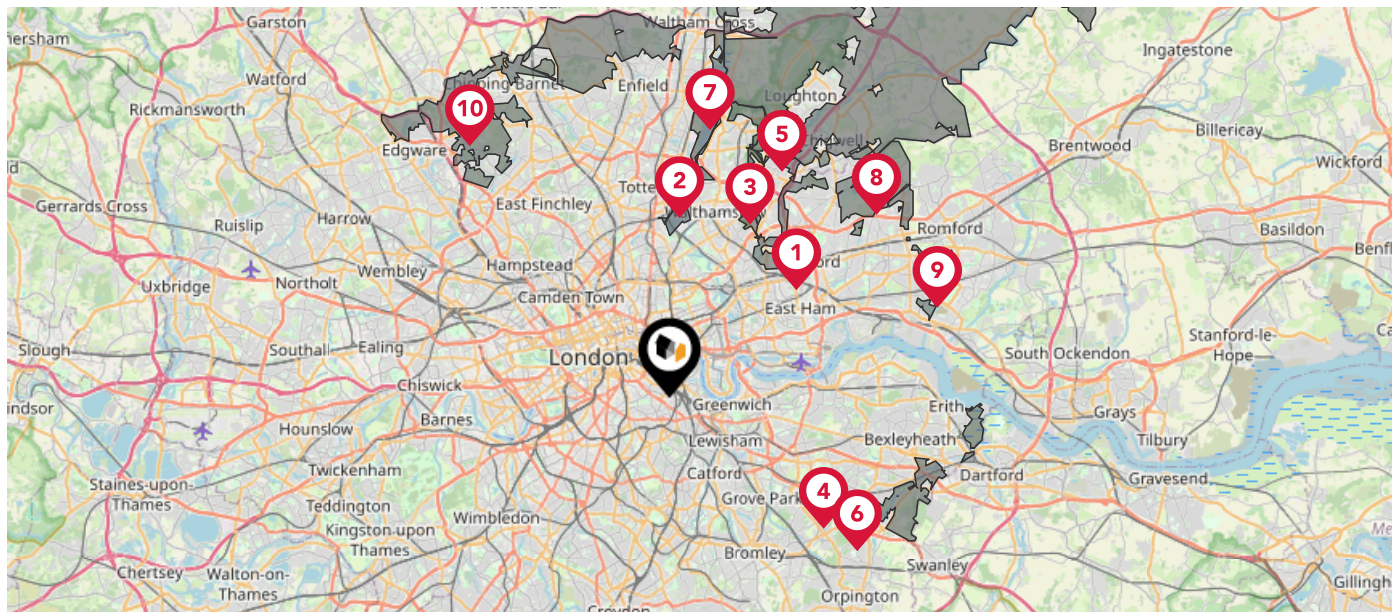 Garston
Waltham Cross
Ingatestone
Watford
Chipping Barnet
Enfield
Loughton
Rickmansworth
7
10
5
Chigwell
Billericay
Edgware
Brentwood
Wickford
2
3
8
Gerrards Cross
East Finchley
Ruislip
Harrow
Romford
Basildon
1
Wembley
Hampstead
9
Uxbridge
Northolt
Camden Town
East Ham
Stanford-le-
Hope
Slough
Southall
Ealing
London
South Ockendon
Chiswick
Greenwich
Erith
Grays
Barnes
Hounslow
Lewisham
Bexleyheath
Tilbury
Twickenham
Catford
Dartford
Gravesend
Staines-upon-
Thames
Teddington
4
Grove Park
6
Kingston-upon
Thames
Wimbledon
Bromley
Chertsey
Walton-on-
Thames
Swanley
Orpington